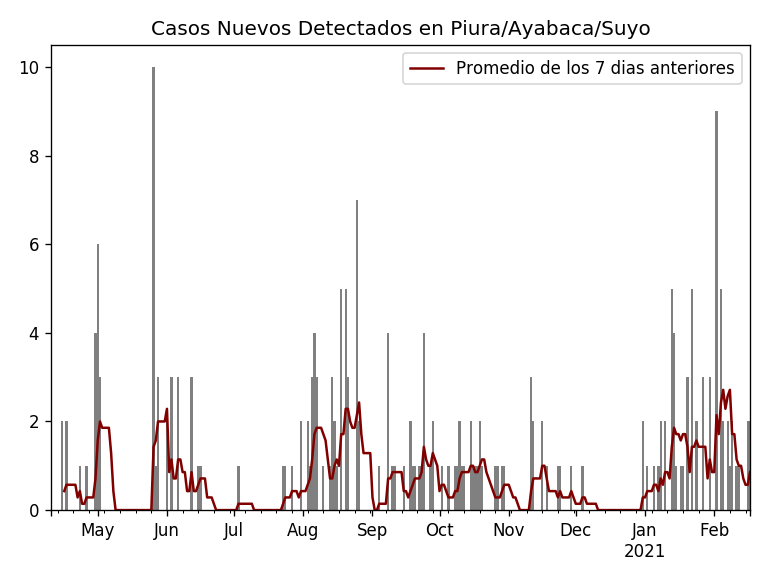 Casos Nuevos Detectados en Piura/Ayabaca/Suyo
Promedio de los 7 dias anteriores
10
8
6
4
2
0
May Jun Jul Aug Sep Oct Nov Dec Jan Feb
2021